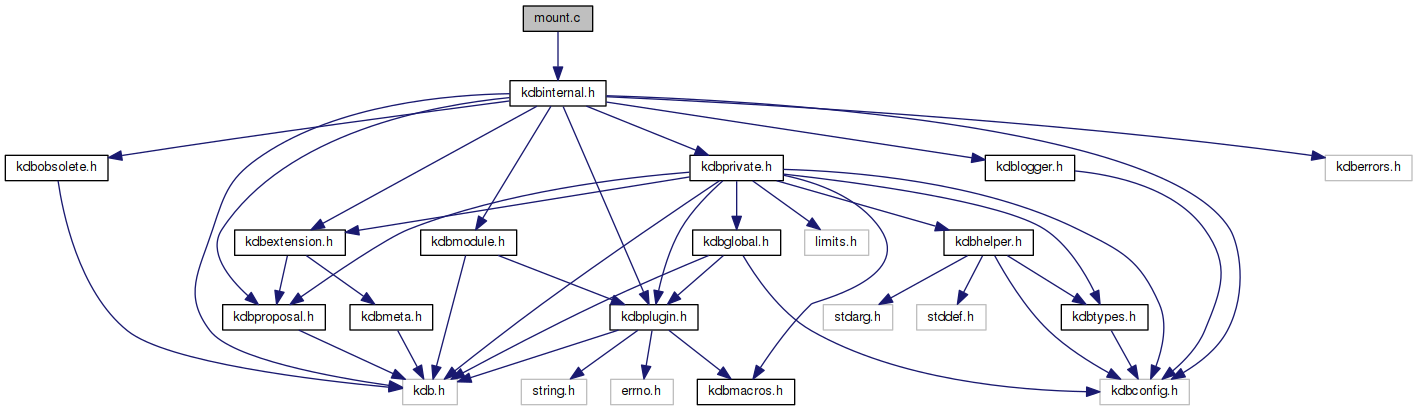 mount.c
kdbinternal.h
kdbobsolete.h
kdbprivate.h
kdblogger.h
kdberrors.h
kdbextension.h
kdbmodule.h
kdbglobal.h
limits.h
kdbhelper.h
kdbproposal.h
kdbmeta.h
kdbplugin.h
stdarg.h
stddef.h
kdbtypes.h
kdb.h
string.h
errno.h
kdbmacros.h
kdbconfig.h